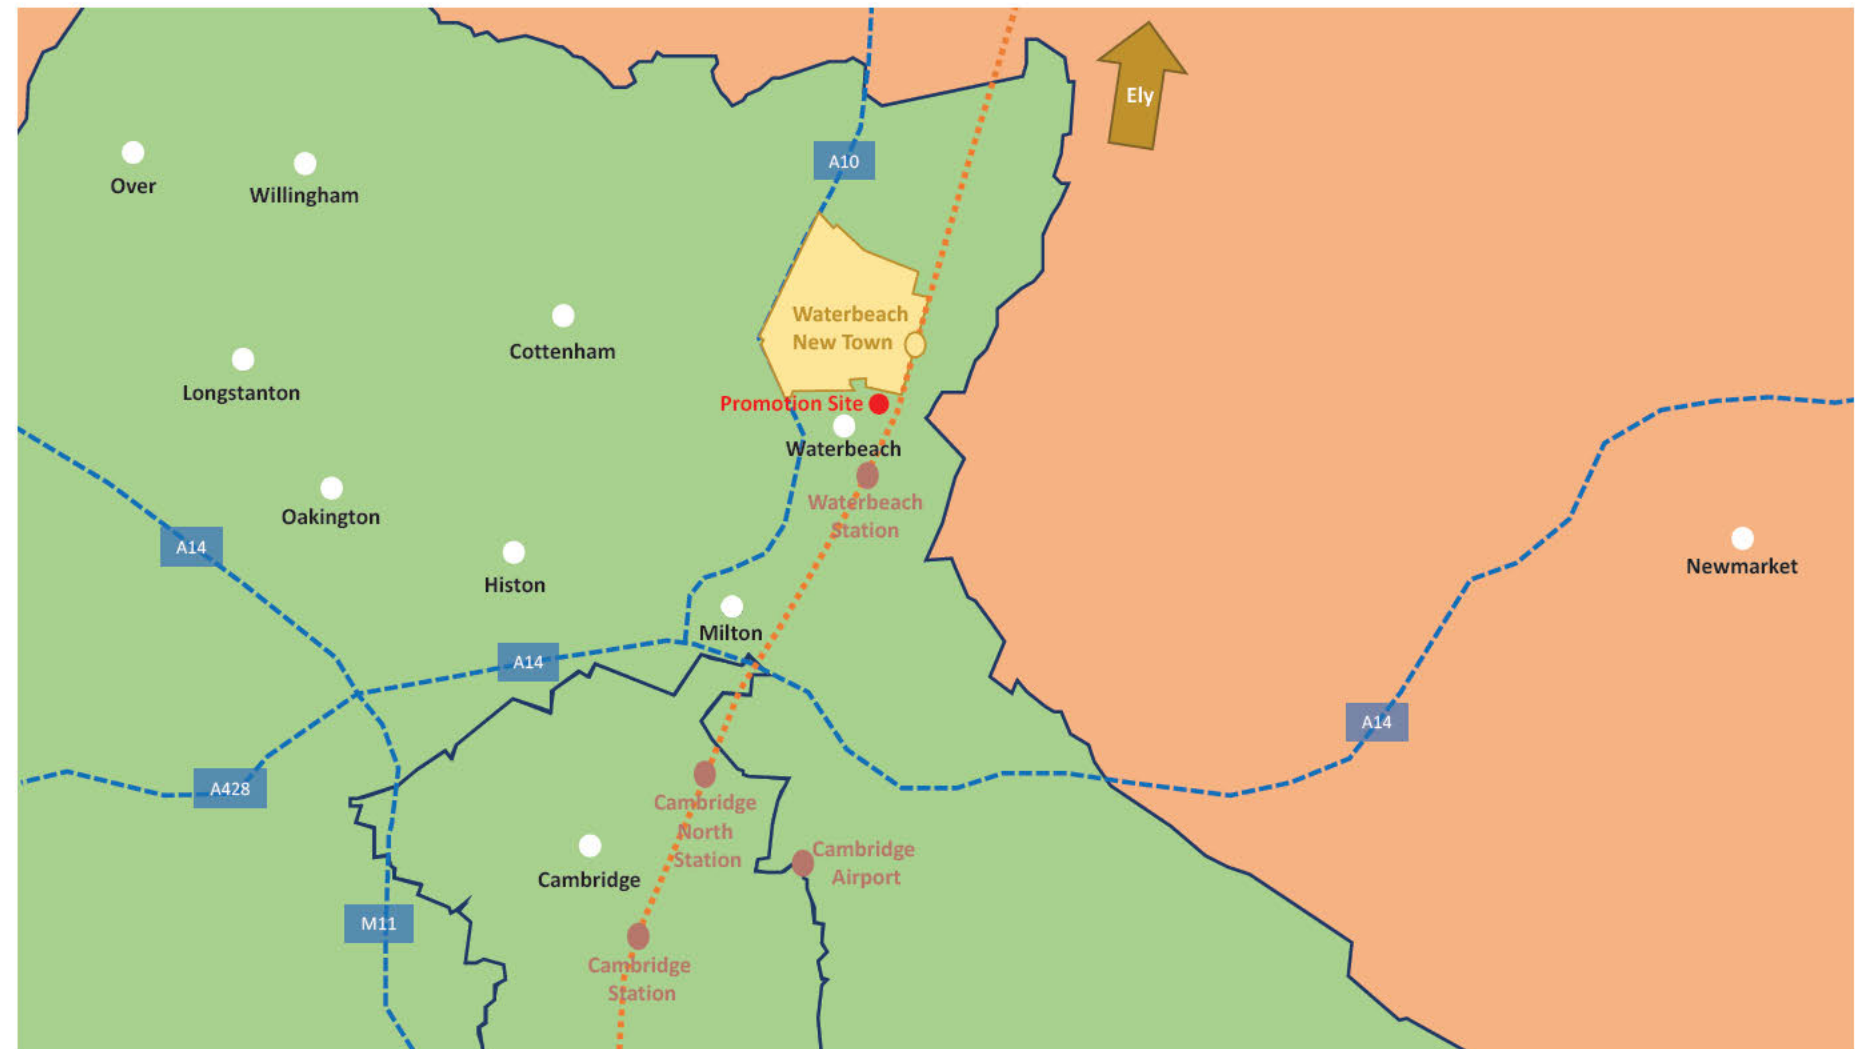 Ely
A10
Over
Willingham
Waterbeach
New Town
Cottenham
Longstanton
Promotion Site
Waterbeach
Waterbeach
Station
Oakington
A14
Histon
Newmarket
Milton
A14
A14
A428
Cambridge
North
Station
Cambridge
Airport
Cambridge
M11
Cambridge
Station